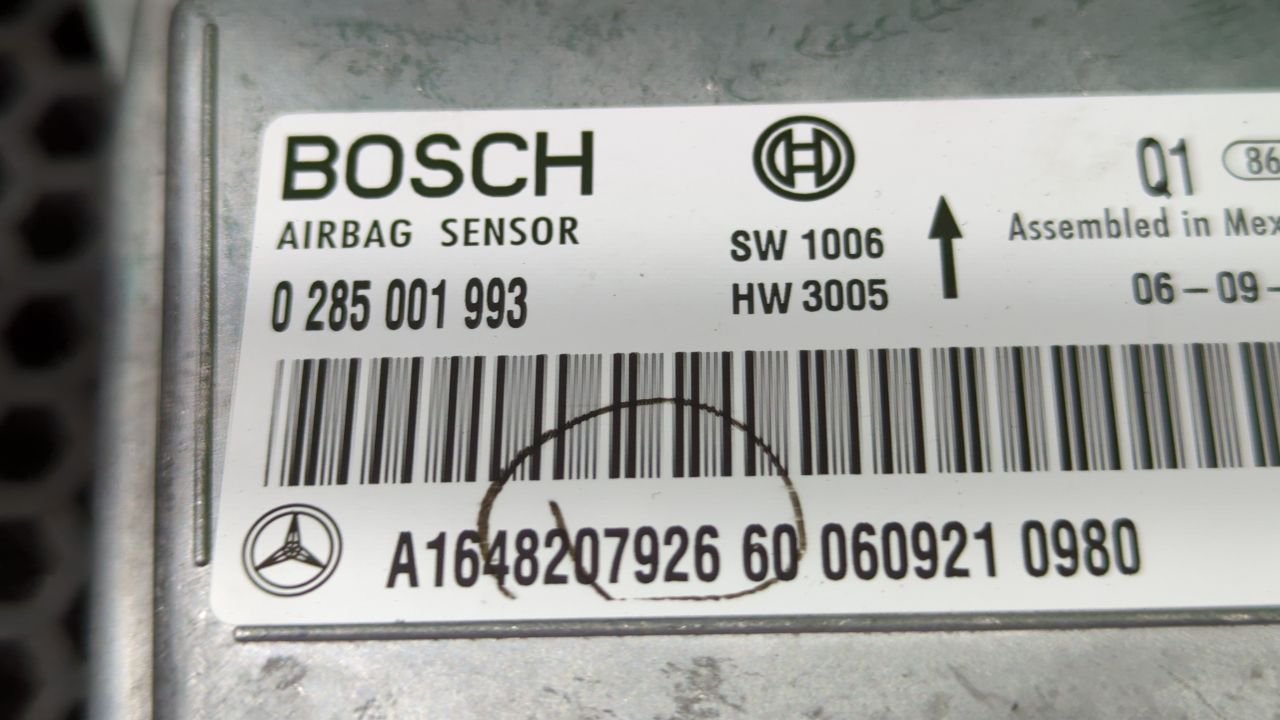 BOSCH
AIRBAG SENSOR
0 285 001 993
SW 1006
HW 3005
Q1 86
Assembled in Mex
06-09-
A1648207926 60 060921 0980